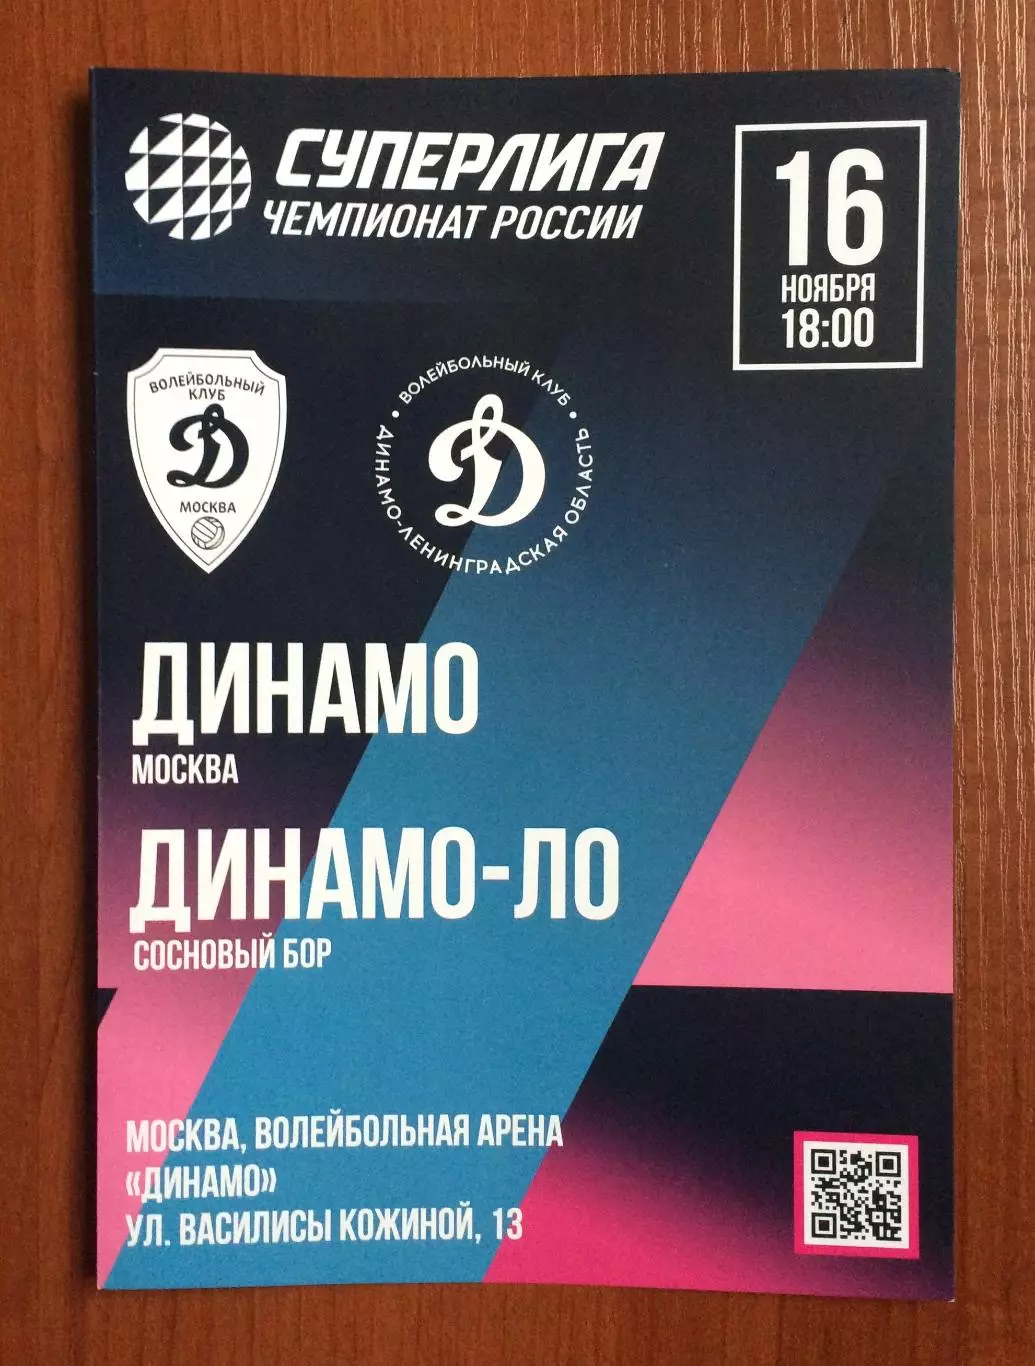 СУПЕРЛИГА
ЧЕМПИОНАТ РОССИИ
16
НОЯБРЯ
18:00
ВОЛЕЙБОЛЬНЫЙ
КЛУБ
Д
МОСКВА
• ВОЛЕЙБОЛЬНЫЙ КЛУБ •
ДИНАМО-ЛЕНИНГРАДСКАЯ ОБЛАСТЬ
Д
ДИНАМО
МОСКВА
ДИНАМО-ЛО
СОСНОВЫЙ БОР
МОСКВА, ВОЛЕЙБОЛЬНАЯ АРЕНА
«ДИНАМО»
УЛ. ВАСИЛИСЫ КОЖИНОЙ, 13